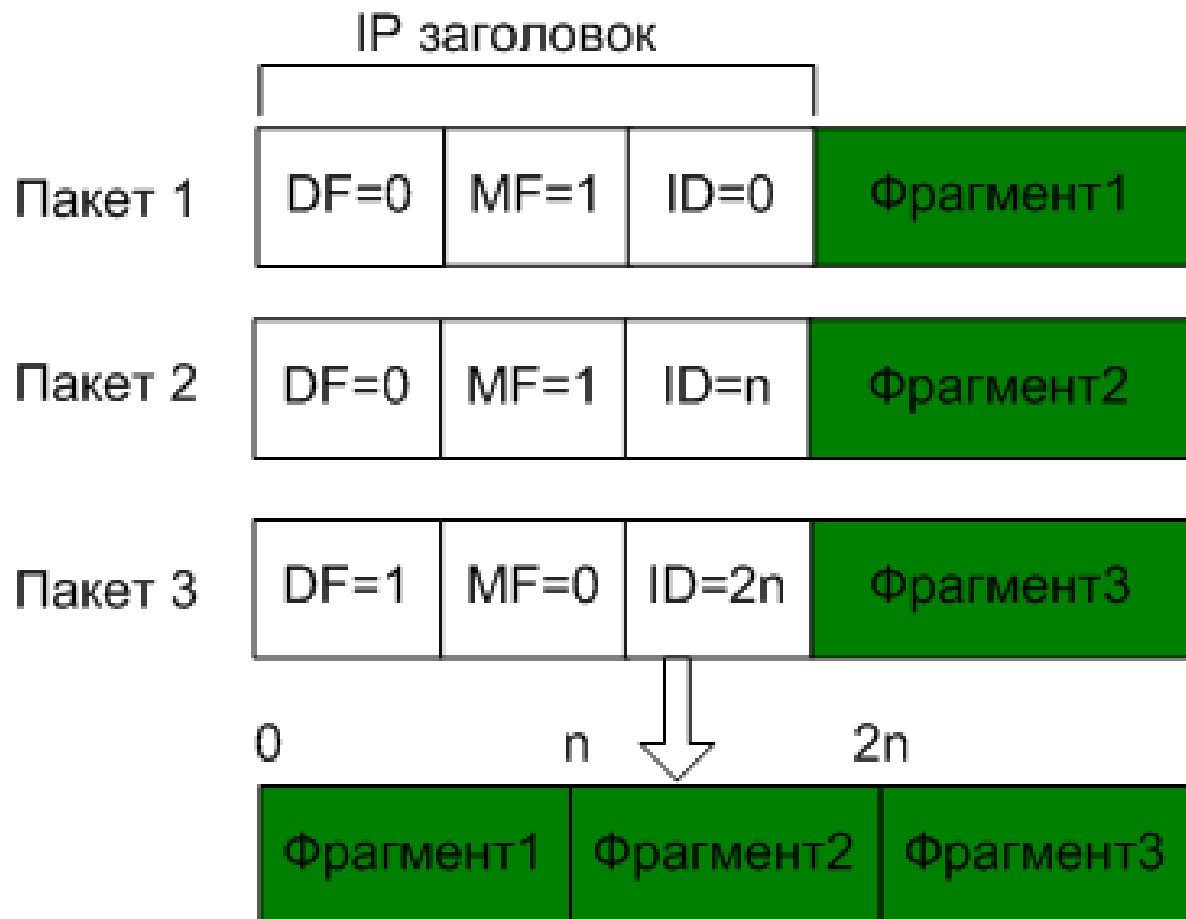 IP заголовок
Пакет 1 DF=0 MF=1 ID=0 Фрагмент1
Пакет 2 DF=0 MF=1 ID=n Фрагмент2
Пакет 3 DF=1 MF=0 ID=2n Фрагмент3
0 n 2n
Фрагмент1 Фрагмент2 Фрагмент3